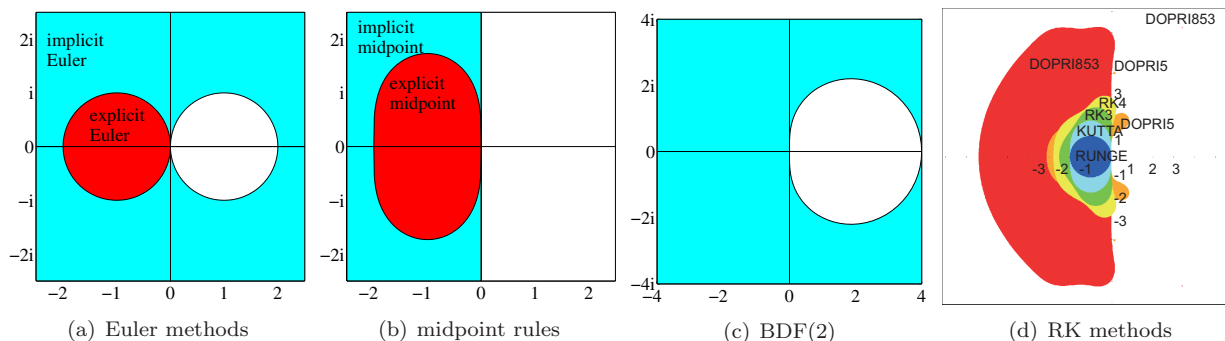 implicit
Euler
explicit
Euler
2i
i
0
−i
−2i
−2
−1
0
1
2
(a) Euler methods
implicit
midpoint
explicit
midpoint
2i
i
0
−i
−2i
−2
−1
0
1
2
(b) midpoint rules
4i
2i
0
−2i
−4i
−4
−2
0
2
4
(c) BDF(2)
DOPRI853
DOPRI853
DOPRI5
3
RK4
RK3
DOPRI5
KUTTA
1
RUNGE
-3
-2
-1
1
2
3
-1
-2
-3
(d) RK methods